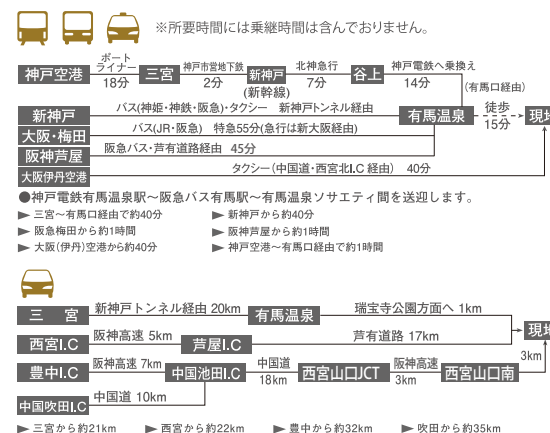 ※所要時間には乗継時間は含んでおりません。
神戸空港 ポートライナー 18分 三宮 神戸市営地下鉄 2分 新神戸(新幹線) 北神急行 7分 谷上 神戸電鉄へ乗換え 14分
(有馬口経由)
新神戸 バス(神姫・神鉄・阪急)・タクシー 新神戸トンネル経由 有馬温泉 徒歩 15分 現場
大阪・梅田 バス(JR・阪急) 特急55分(急行は新大阪経由)
阪神芦屋 阪急バス・芦有道路経由 45分
大阪伊丹空港 タクシー(中国道・西宮北I.C 経由) 40分
●神戸電鉄有馬温泉駅〜阪急バス有馬駅〜有馬温泉ソサエティ間を送迎します。
▶ 三宮〜有馬口経由で約40分 ▶ 新神戸から約40分
▶ 阪急梅田から約1時間 ▶ 阪神芦屋から約1時間
▶ 大阪(伊丹)空港から約40分 ▶ 神戸空港〜有馬口経由で約1時間
三宮 新神戸トンネル経由 20km 有馬温泉 瑞宝寺公園方面へ 1km
西宮I.C 阪神高速 5km 芦屋I.C 芦有道路 17km 現場
豊中I.C 阪神高速 7km 中国池田I.C 中国道 18km 西宮山口JCT 阪神高速 3km 西宮山口南 3km
中国吹田I.C 中国道 10km
▶ 三宮から約21km ▶ 西宮から約22km ▶ 豊中から約32km ▶ 吹田から約35km